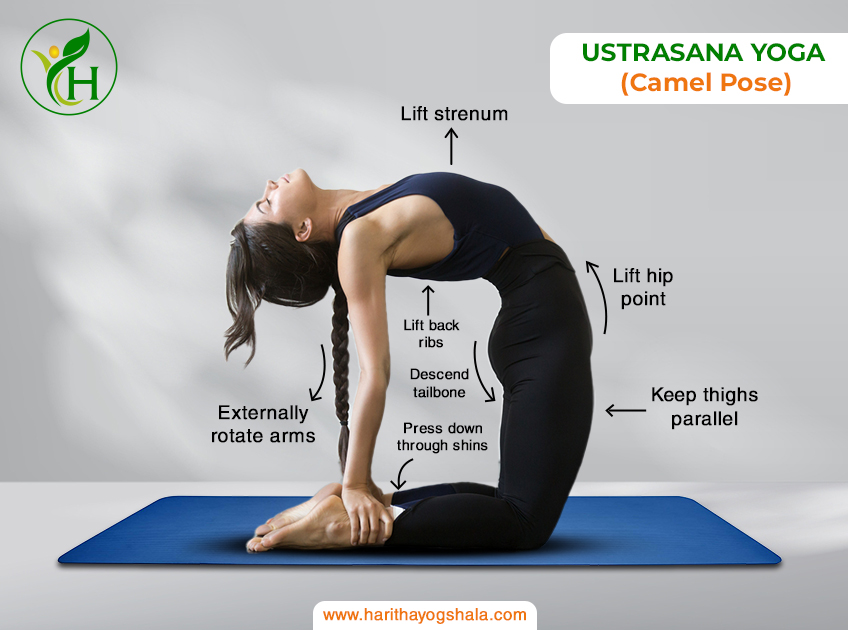 H
USTRASANA YOGA
(Camel Pose)
Lift strenum
Lift hip
point
Lift back
ribs
Descend
tailbone
Keep thighs
parallel
Externally
rotate arms
Press down
through shins
www.harithayogshala.com